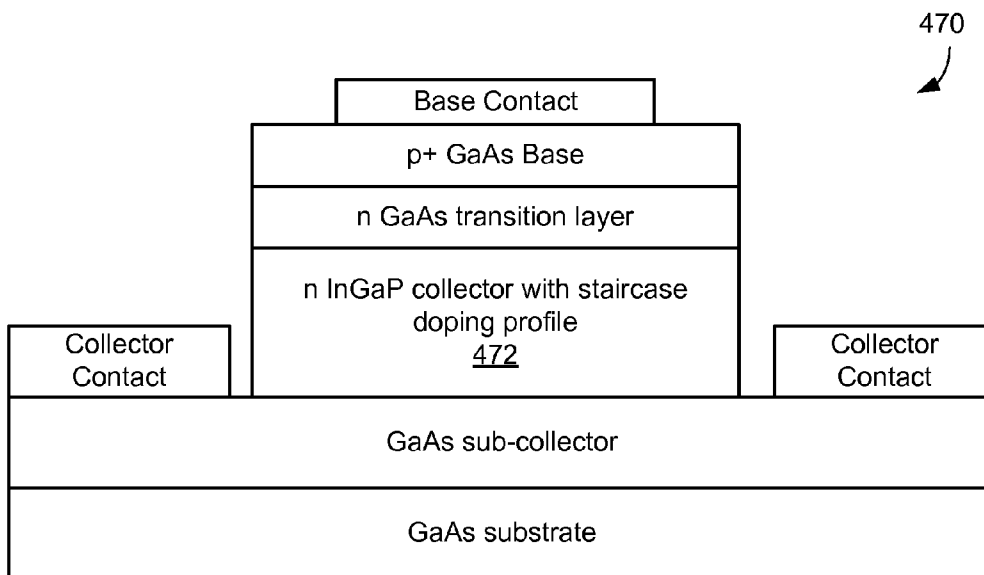 470
Base Contact
p+ GaAs Base
n GaAs transition layer
n InGaP collector with staircase
doping profile
472
Collector
Contact
Collector
Contact
GaAs sub-collector
GaAs substrate